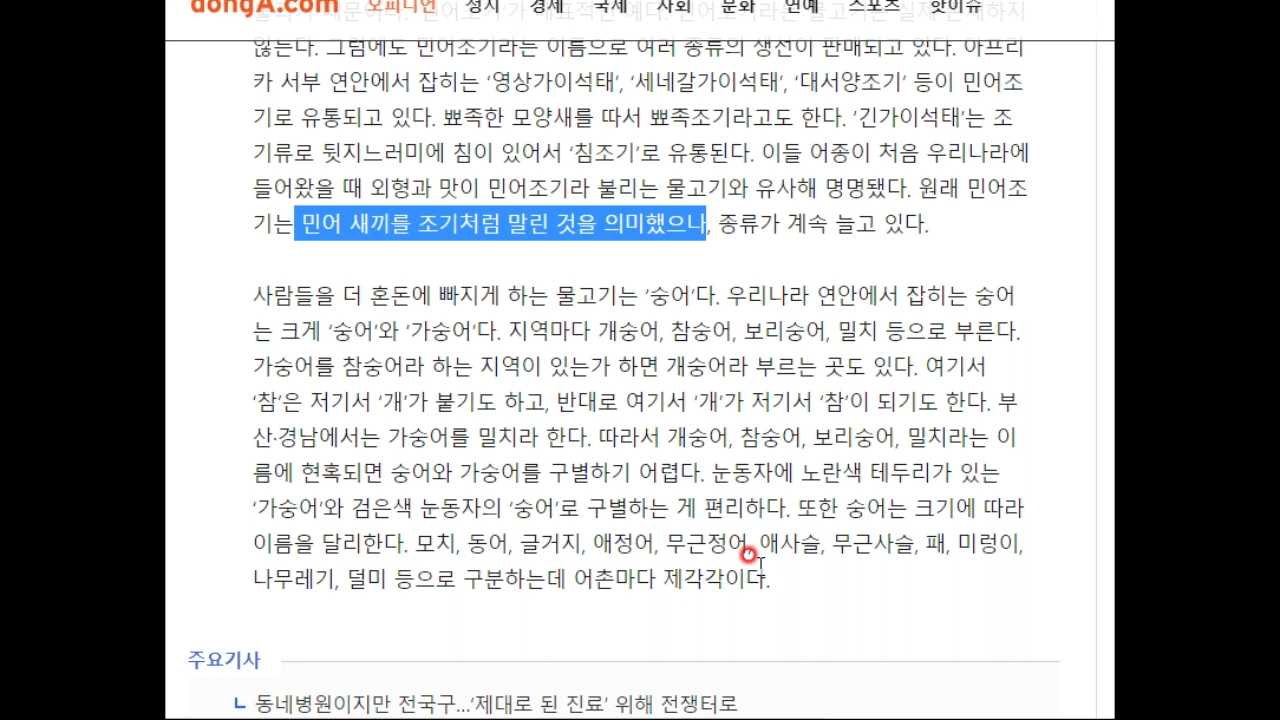 dongA.com 오피니언 정치 경제 국제 사회 문화 연예 스포츠 핫이슈
않는다. 그럼에도 민어조기라는 이름으로 여러 종류의 생선이 판매되고 있다. 아프리
카 서부 연안에서 잡히는 ‘영상가이석태’, ‘세네갈가이석태’, ‘대서양조기’ 등이 민어조
기로 유통되고 있다. 뾰족한 모양새를 따서 뾰족조기라고도 한다. ‘긴가이석태’는 조
기류로 뒷지느러미에 침이 있어서 ‘침조기’로 유통된다. 이들 어종이 처음 우리나라에
들어왔을 때 외형과 맛이 민어조기라 불리는 물고기와 유사해 명명됐다. 원래 민어조
기는 민어 새끼를 조기처럼 말린 것을 의미했으나, 종류가 계속 늘고 있다.
사람들을 더 혼돈에 빠지게 하는 물고기는 ‘숭어’다. 우리나라 연안에서 잡히는 숭어
는 크게 ‘숭어’와 ‘가숭어’다. 지역마다 개숭어, 참숭어, 보리숭어, 밀치 등으로 부른다.
가숭어를 참숭어라 하는 지역이 있는가 하면 개숭어라 부르는 곳도 있다. 여기서
‘참’은 저기서 ‘개’가 붙기도 하고, 반대로 여기서 ‘개’가 저기서 ‘참’이 되기도 한다. 부
산·경남에서는 가숭어를 밀치라 한다. 따라서 개숭어, 참숭어, 보리숭어, 밀치라는 이
름에 현혹되면 숭어와 가숭어를 구별하기 어렵다. 눈동자에 노란색 테두리가 있는
‘가숭어’와 검은색 눈동자의 ‘숭어’로 구별하는 게 편리하다. 또한 숭어는 크기에 따라
이름을 달리한다. 모치, 동어, 글거지, 애정어, 무근정어, 애사슬, 무근사슬, 패, 미렁이,
나무레기, 덜미 등으로 구분하는데 어촌마다 제각각이다.
주요기사
ㄴ 동네병원이지만 전국구…‘제대로 된 진료’ 위해 전쟁터로